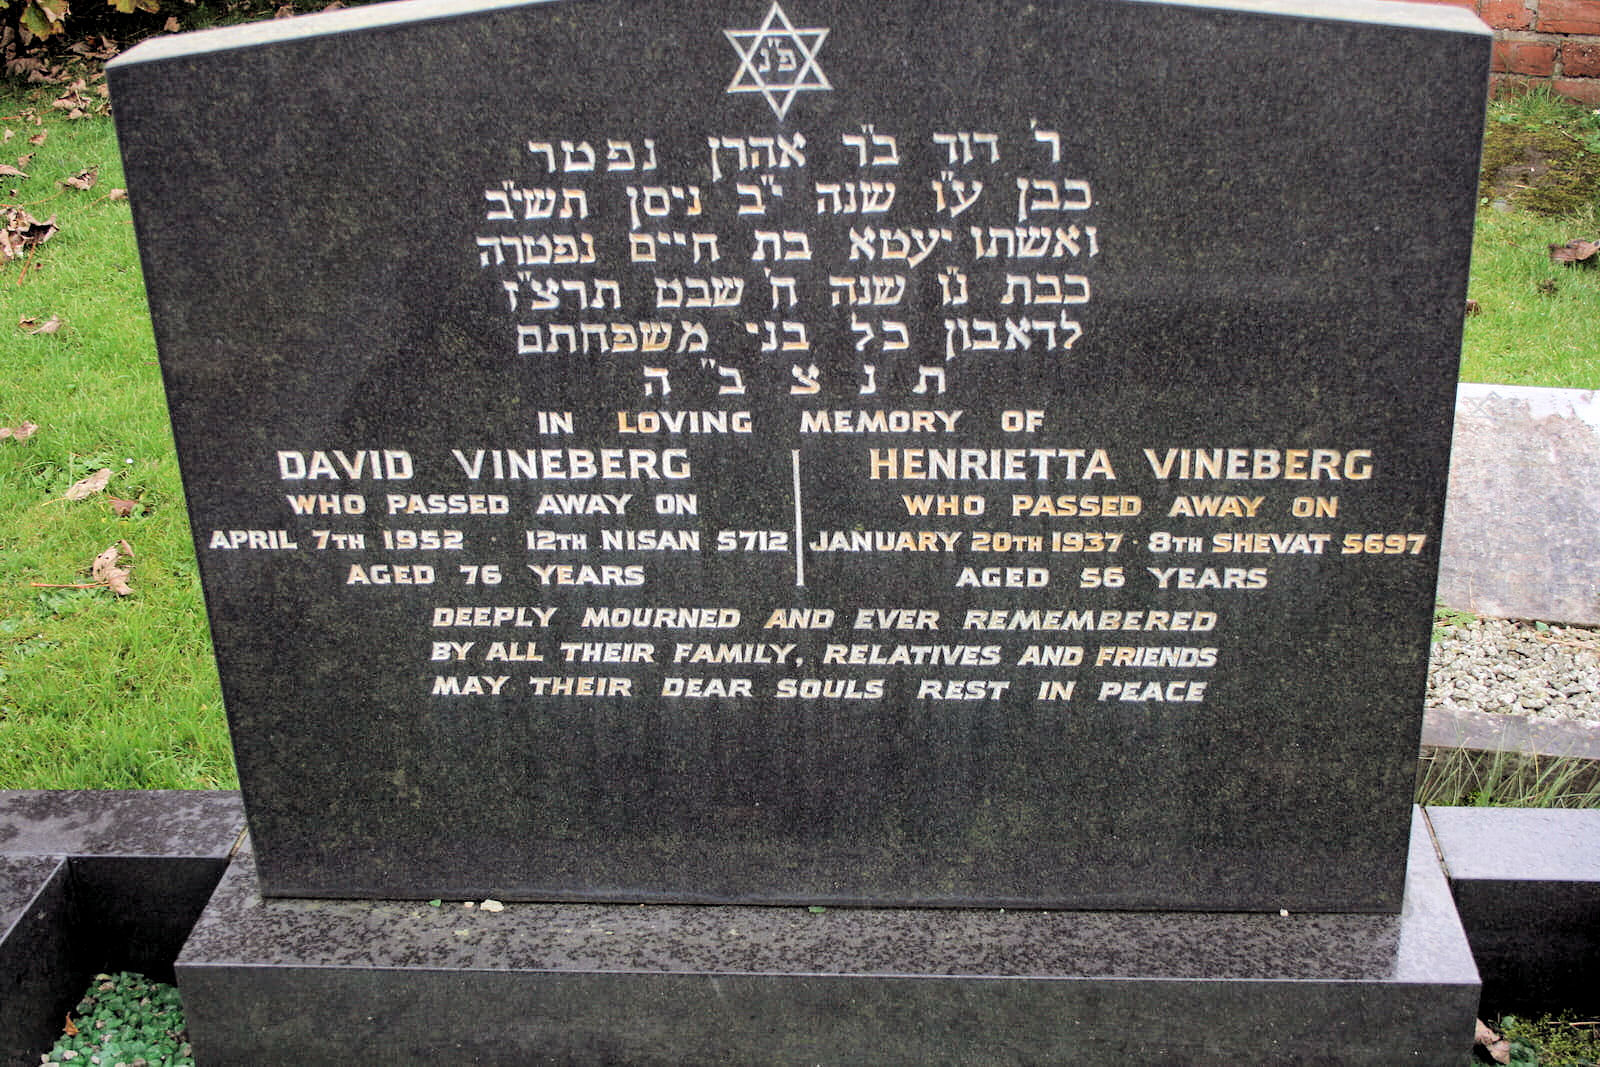 פ"נ
ר' דוד ב"ר אהרן נפטר
כבן ע"ו שנה י"ב ניסן תשי"ב
ואשתו יעטא בת חיים נפטרה
כבת נ"ו שנה ח' שבט תרצ"ז
לדאבון כל בני משפחתם
ת נ צ ב" ה
IN LOVING MEMORY OF
DAVID VINEBERG
WHO PASSED AWAY ON
APRIL 7TH 1952 · 12TH NISAN 5712
AGED 76 YEARS
HENRIETTA VINEBERG
WHO PASSED AWAY ON
JANUARY 20TH 1937 · 8TH SHEVAT 5697
AGED 56 YEARS
DEEPLY MOURNED AND EVER REMEMBERED
BY ALL THEIR FAMILY, RELATIVES AND FRIENDS
MAY THEIR DEAR SOULS REST IN PEACE